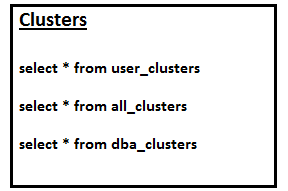 Clusters
select * from user_clusters
select * from all_clusters
select * from dba_clusters